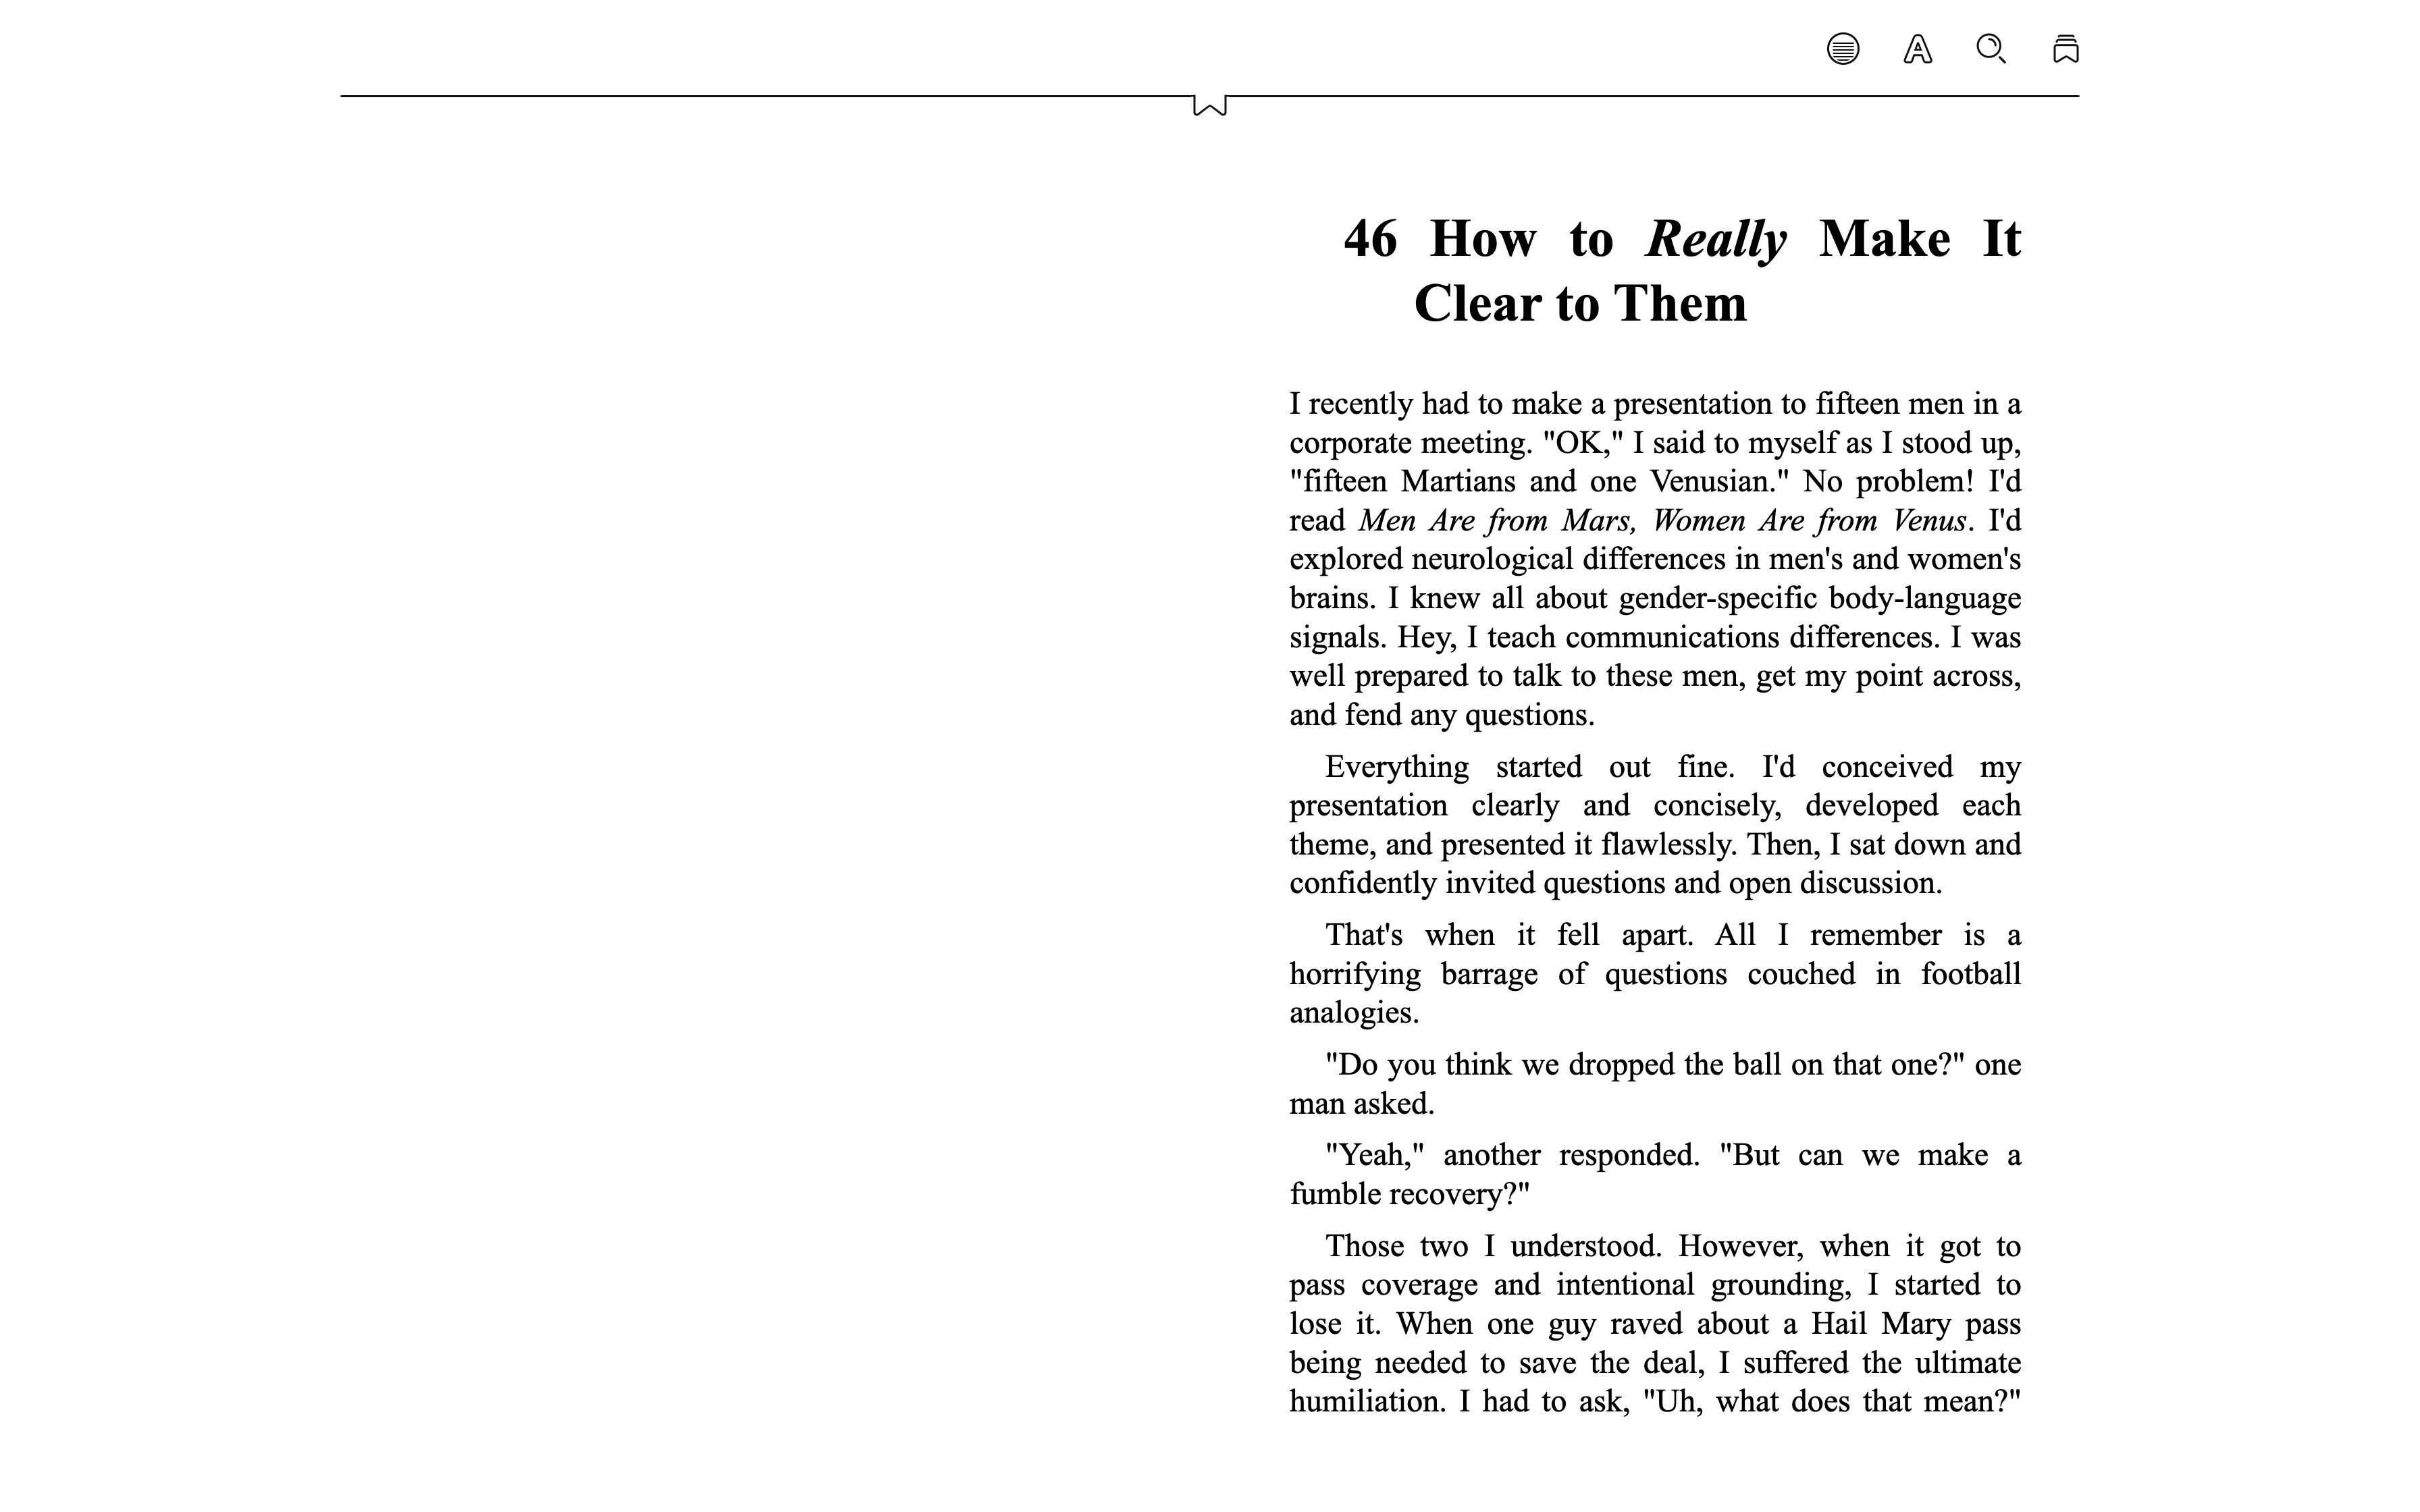 46 How to Really Make It
Clear to Them
I recently had to make a presentation to fifteen men in a
corporate meeting. "OK," I said to myself as I stood up,
"fifteen Martians and one Venusian." No problem! I'd
read Men Are from Mars, Women Are from Venus. I'd
explored neurological differences in men's and women's
brains. I knew all about gender-specific body-language
signals. Hey, I teach communications differences. I was
well prepared to talk to these men, get my point across,
and fend any questions.
Everything started out fine. I'd conceived my
presentation clearly and concisely, developed each
theme, and presented it flawlessly. Then, I sat down and
confidently invited questions and open discussion.
That's when it fell apart. All I remember is a
horrifying barrage of questions couched in football
analogies.
"Do you think we dropped the ball on that one?" one
man asked.
"Yeah," another responded. "But can we make a
fumble recovery?"
Those two I understood. However, when it got to
pass coverage and intentional grounding, I started to
lose it. When one guy raved about a Hail Mary pass
being needed to save the deal, I suffered the ultimate
humiliation. I had to ask, "Uh, what does that mean?"